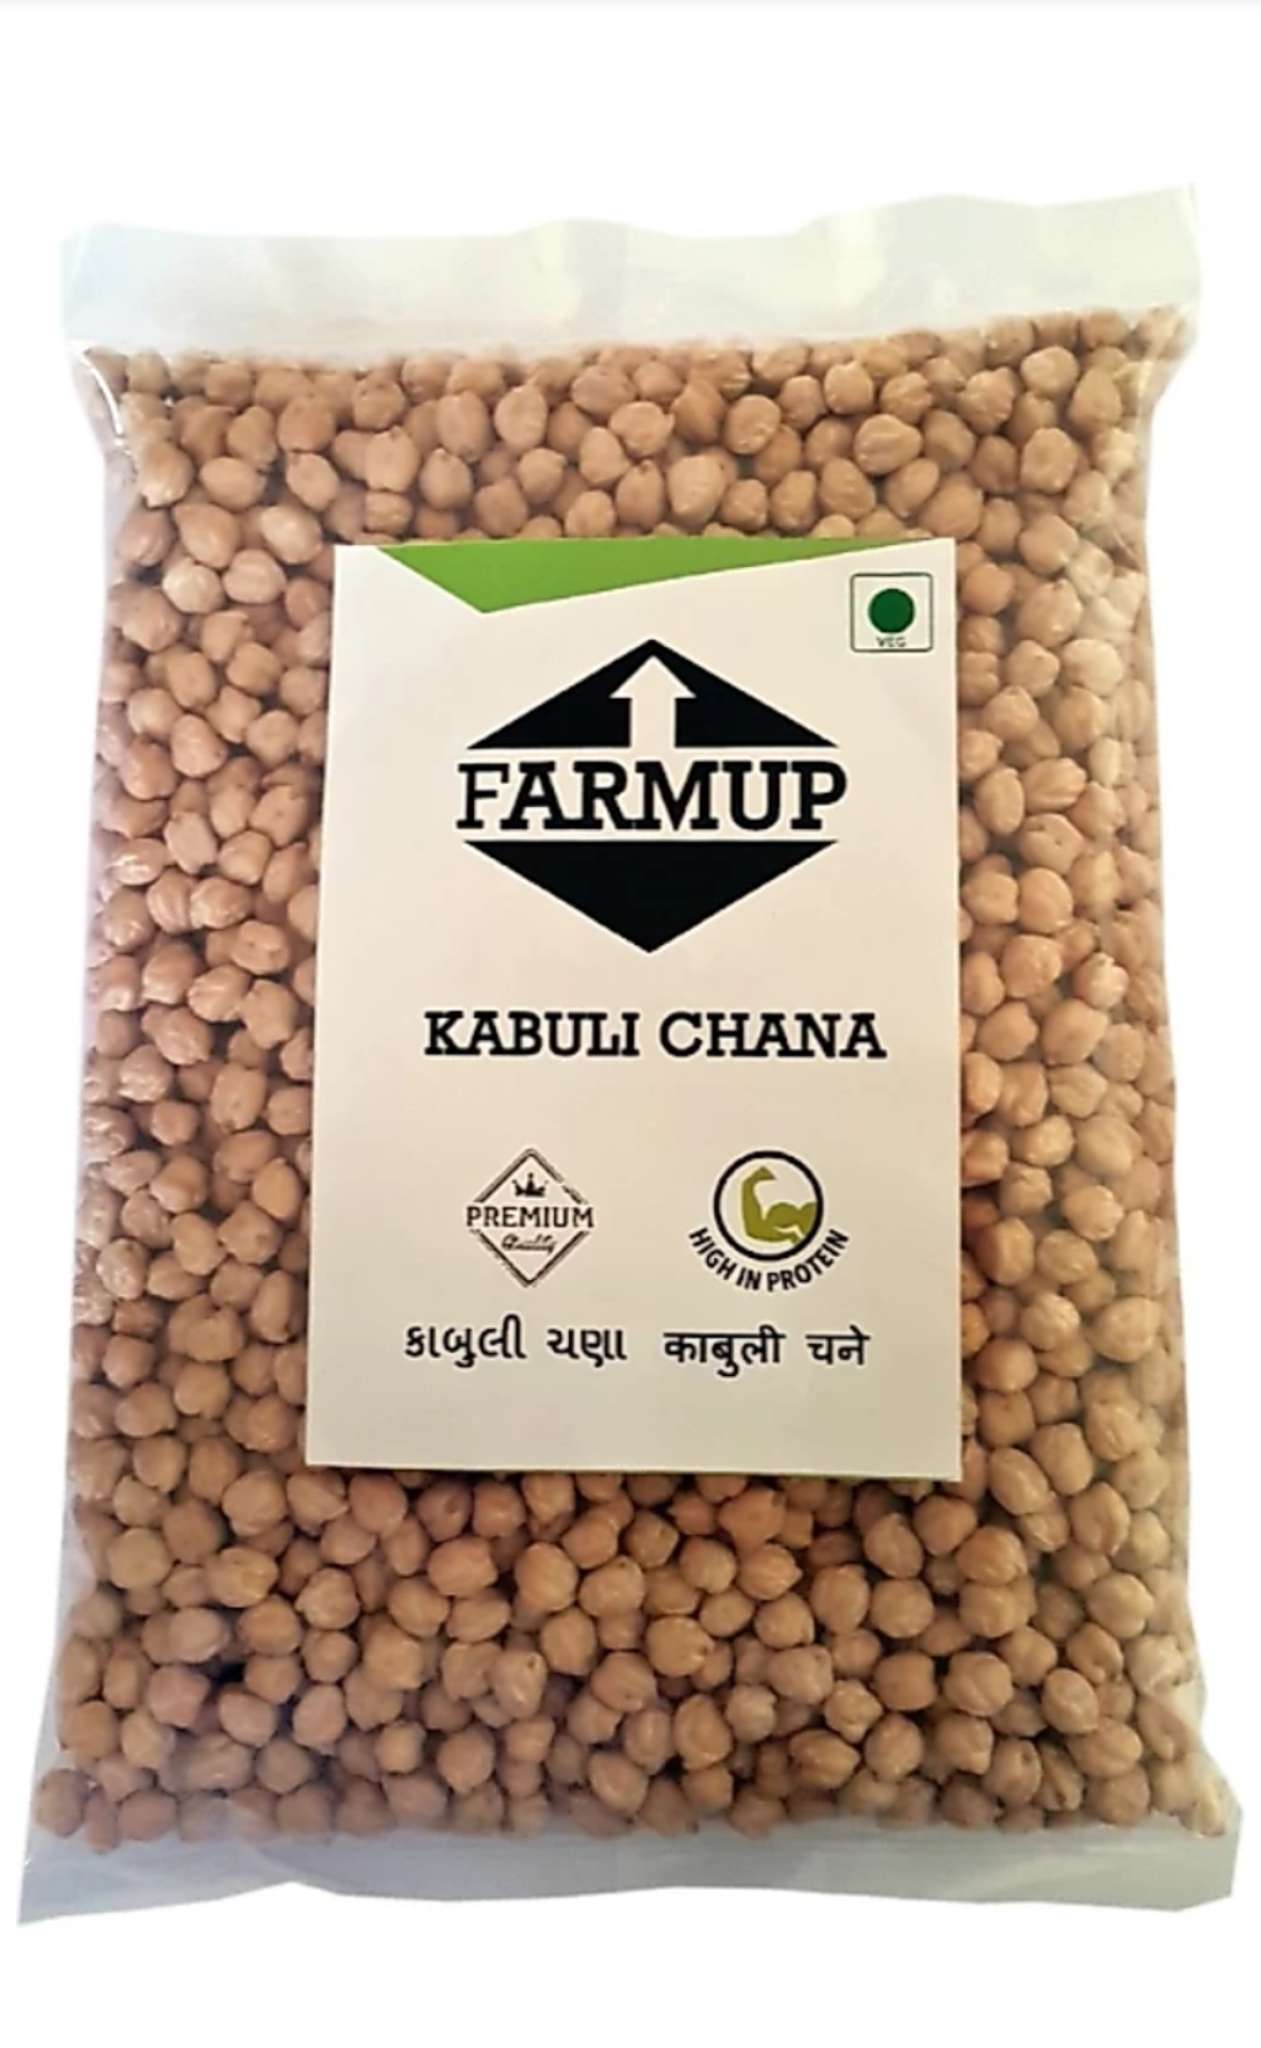 VEG
FARMUP
KABULI CHANA
PREMIUM
Quality
HIGH IN PROTEIN
કાબુલી ચણા काबुली चने